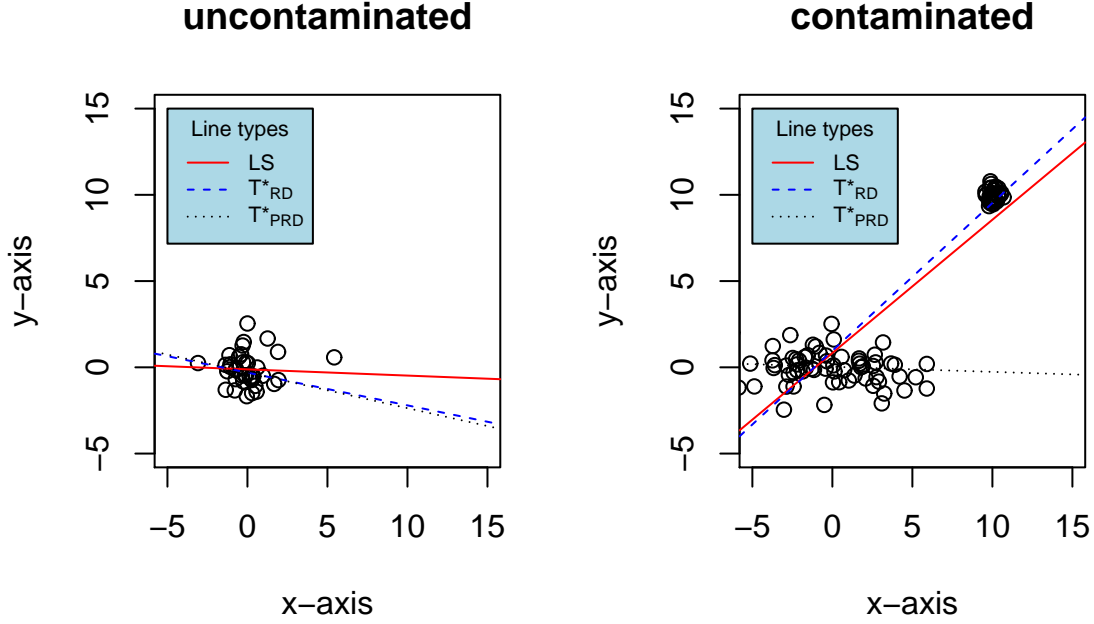 uncontaminated
15
10
5
0
−5
y−axis
Line types
LS
T*RD
T*PRD
−5 0 5 10 15
x−axis
contaminated
15
10
5
0
−5
y−axis
Line types
LS
T*RD
T*PRD
−5 0 5 10 15
x−axis